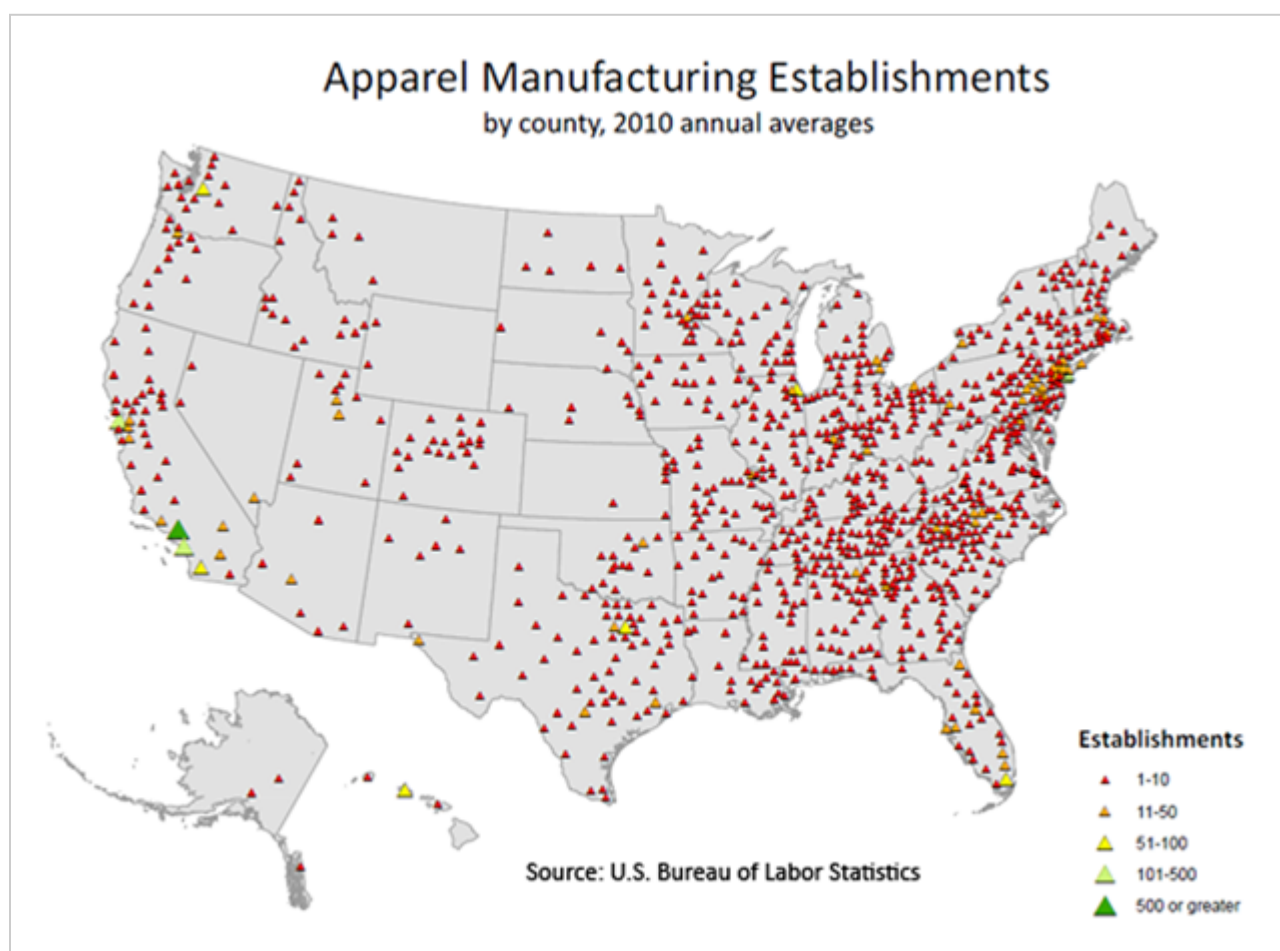 Apparel Manufacturing Establishments
by county, 2010 annual averages
Establishments
1-10
11-50
51-100
101-500
500 or greater
Source: U.S. Bureau of Labor Statistics